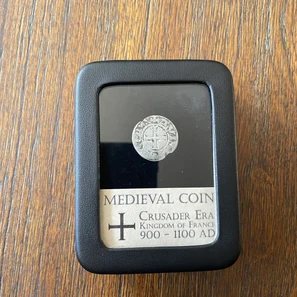 MEDIEVAL COIN
CRUSADER ERA
KINGDOM OF FRANCE
900 - 1100 AD